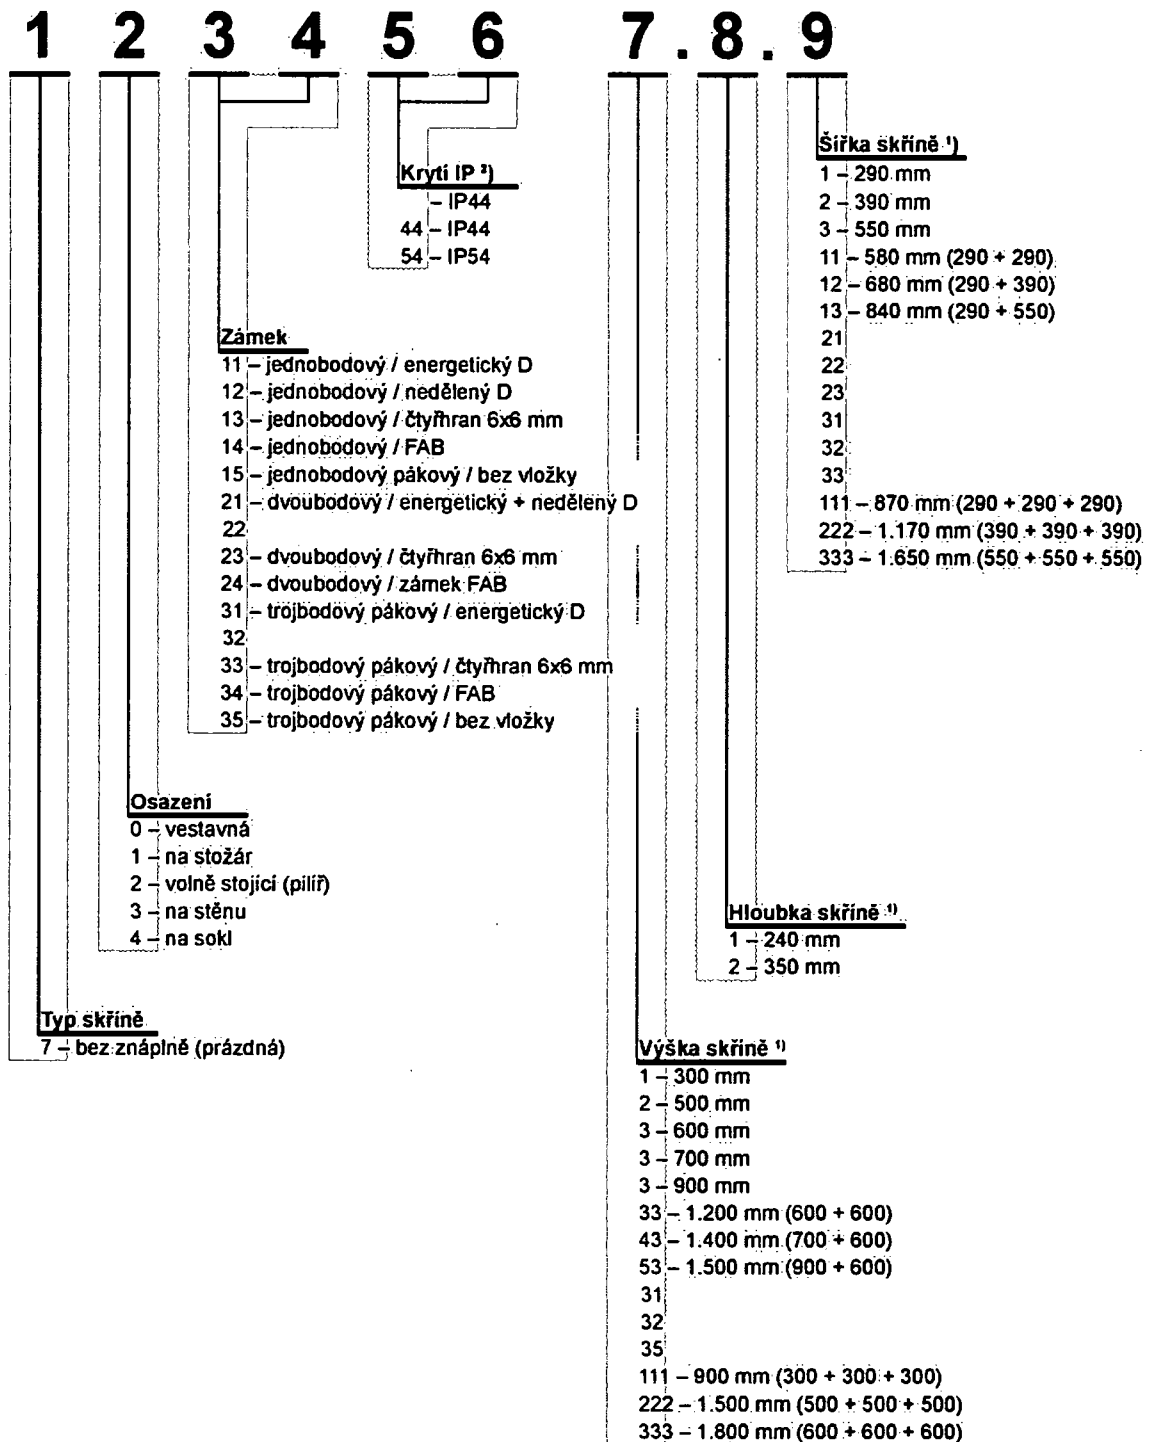 1 2 3 4 5 6 7 . 8 . 9
Šířka skříně ¹)
1 – 290 mm
2 – 390 mm
3 – 550 mm
11 – 580 mm (290 + 290)
12 – 680 mm (290 + 390)
13 – 840 mm (290 + 550)
21
22
23
31
32
33
111 – 870 mm (290 + 290 + 290)
222 – 1.170 mm (390 + 390 + 390)
333 – 1.650 mm (550 + 550 + 550)
Krytí IP ²)
– IP44
44 – IP44
54 – IP54
Zámek
11 – jednobodový / energetický D
12 – jednobodový / nedělený D
13 – jednobodový / čtyřhran 6x6 mm
14 – jednobodový / FAB
15 – jednobodový pákový / bez vložky
21 – dvoubodový / energetický + nedělený D
22
23 – dvoubodový / čtyřhran 6x6 mm
24 – dvoubodový / zámek FAB
31 – trojbodový pákový / energetický D
32
33 – trojbodový pákový / čtyřhran 6x6 mm
34 – trojbodový pákový / FAB
35 – trojbodový pákový / bez vložky
Osazení
0 – vestavná
1 – na stožár
2 – volně stojící (pilíř)
3 – na stěnu
4 – na sokl
Hloubka skříně ¹)
1 – 240 mm
2 – 350 mm
Typ skříně
7 – bez znáplně (prázdná)
Výška skříně ¹)
1 – 300 mm
2 – 500 mm
3 – 600 mm
3 – 700 mm
3 – 900 mm
33 – 1.200 mm (600 + 600)
43 – 1.400 mm (700 + 600)
53 – 1.500 mm (900 + 600)
31
32
35
111 – 900 mm (300 + 300 + 300)
222 – 1.500 mm (500 + 500 + 500)
333 – 1.800 mm (600 + 600 + 600)